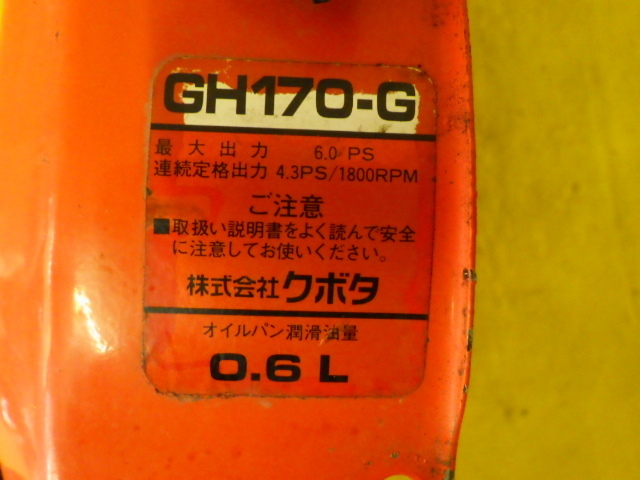 GH170-G
最大出力 6.0 PS
連続定格出力 4.3PS/1800RPM
ご注意
■取扱い説明書をよく読んで安全
に注意してお使いください。
株式会社クボタ
オイルパン潤滑油量
0.6L